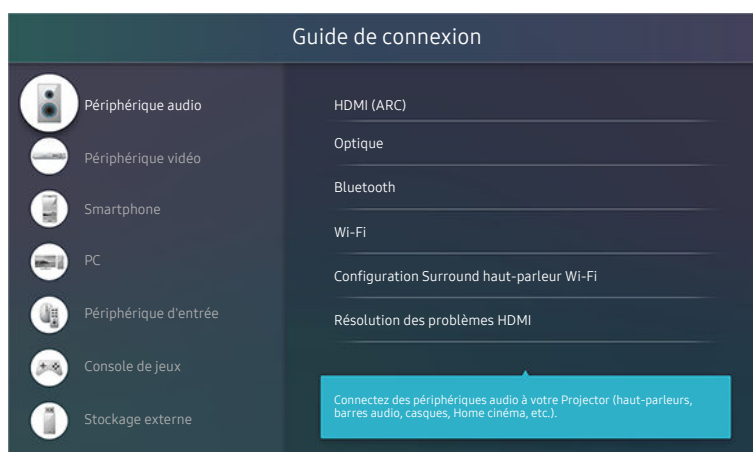 Guide de connexion
Périphérique audio
Périphérique vidéo
Smartphone
PC
Périphérique d'entrée
Console de jeux
Stockage externe
HDMI (ARC)
Optique
Bluetooth
Wi-Fi
Configuration Surround haut-parleur Wi-Fi
Résolution des problèmes HDMI
Connectez des périphériques audio à votre Projector (haut-parleurs,
barres audio, casques, Home cinéma, etc.).